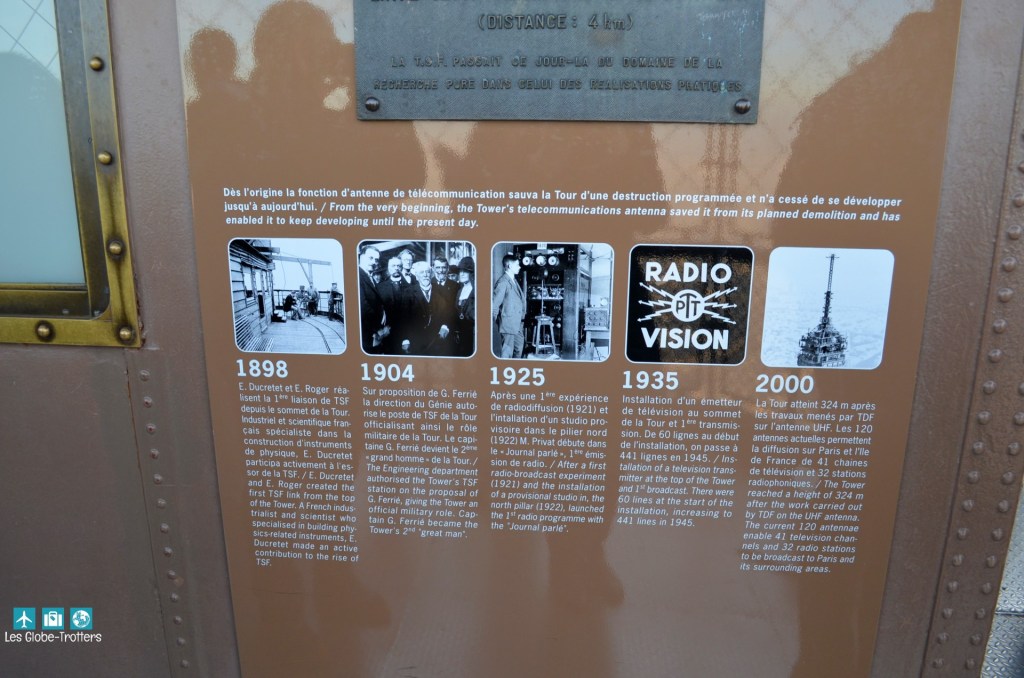 (DISTANCE: 4 km)
LA T.S.F. PASSAIT CE JOUR-LA DU DOMAINE DE LA
RECHERCHE PURE DANS CELUI DES REALISATIONS PRATIQUES
Dès l'origine la fonction d'antenne de télécommunication sauva la Tour d'une destruction programmée et n'a cessé de se développer
jusqu'à aujourd'hui. / From the very beginning, the Tower's telecommunications antenna saved it from its planned demolition and has
enabled it to keep developing until the present day.
RADIO
PTT
VISION
1898
E. Ducretet et E. Roger réa-
lisent la 1ère liaison de TSF
depuis le sommet de la Tour.
Industriel et scientifique fran-
çais spécialiste dans la
construction d'instruments
de physique, E. Ducretet
participa activement à l'es-
sor de la TSF. / E. Ducretet
and E. Roger created the
first TSF link from the top
of the Tower. A French indus-
trialist and scientist who
specialised in building phy-
sics-related instruments, E.
Ducretet made an active
contribution to the rise of
TSF.
1904
Sur proposition de G. Ferrié
la direction du Génie auto-
rise le poste de TSF de la Tour
officialisant ainsi le rôle
militaire de la Tour. Le capi-
taine G. Ferrié devient le 2ème
« grand homme » de la Tour. /
The Engineering department
authorised the Tower's TSF
station on the proposal of
G. Ferrié, giving the Tower an
official military role. Cap-
tain G. Ferrié became the
Tower's 2nd "great man".
1925
Après une 1ère expérience
de radiodiffusion (1921) et
l'intallation d'un studio pro-
visoire dans le pilier nord
(1922) M. Privat débute dans
le « Journal parlé », 1ère émis-
sion de radio. / After a first
radio-broadcast experiment
(1921) and the installation
of a provisional studio in, the
north pillar (1922), launched
the 1st radio programme with
the "Journal parlé".
1935
Installation d'un émetteur
de télévision au sommet
de la Tour et 1ère transmis-
sion. De 60 lignes au début
de l'installation, on passe à
441 lignes en 1945. / Ins-
tallation of a television trans-
mitter at the top of the Tower
and 1st broadcast. There were
60 lines at the start of the
installation, increasing to
441 lines in 1945.
2000
La Tour atteint 324 m après
les travaux menés par TDF
sur l'antenne UHF. Les 120
antennes actuelles permettent
la diffusion sur Paris et l'Ile
de France de 41 chaines
de télévision et 32 stations
radiophoniques. / The Tower
reached a height of 324 m
after the work carried out
by TDF on the UHF antenna.
The current 120 antennae
enable 41 television chan-
nels and 32 radio stations
to be broadcast to Paris and
its surrounding areas.
Les Globe-Trotters